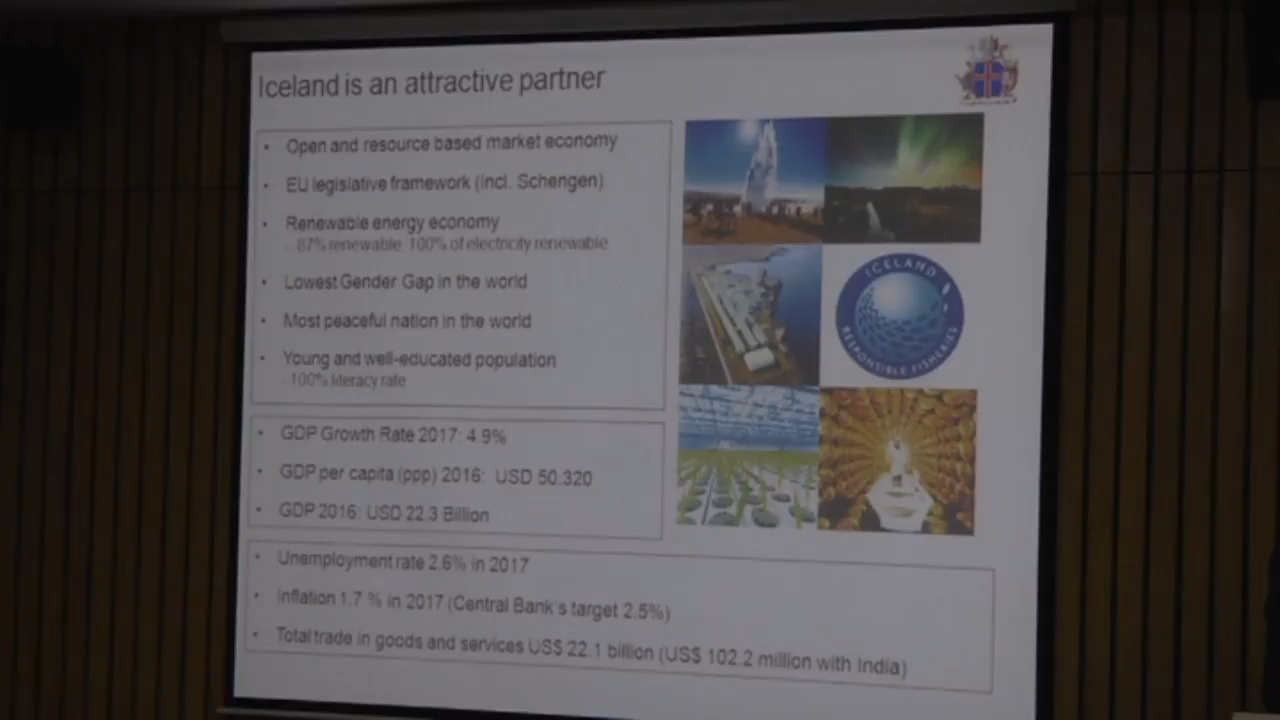 Iceland is an attractive partner
• Open and resource based market economy
• EU legislative framework (incl. Schengen)
• Renewable energy economy
- 87% renewable, 100% of electricity renewable
• Lowest Gender Gap in the world
• Most peaceful nation in the world
• Young and well-educated population
- 100% literacy rate
• GDP Growth Rate 2017: 4.9%
• GDP per capita (ppp) 2016: USD 50.320
• GDP 2016: USD 22.3 Billion
• Unemployment rate 2.6% in 2017
• Inflation 1.7 % in 2017 (Central Bank's target 2.5%)
• Total trade in goods and services US$ 22.1 billion (US$ 102.2 million with India)
ICELAND
RESPONSIBLE FISHERIES